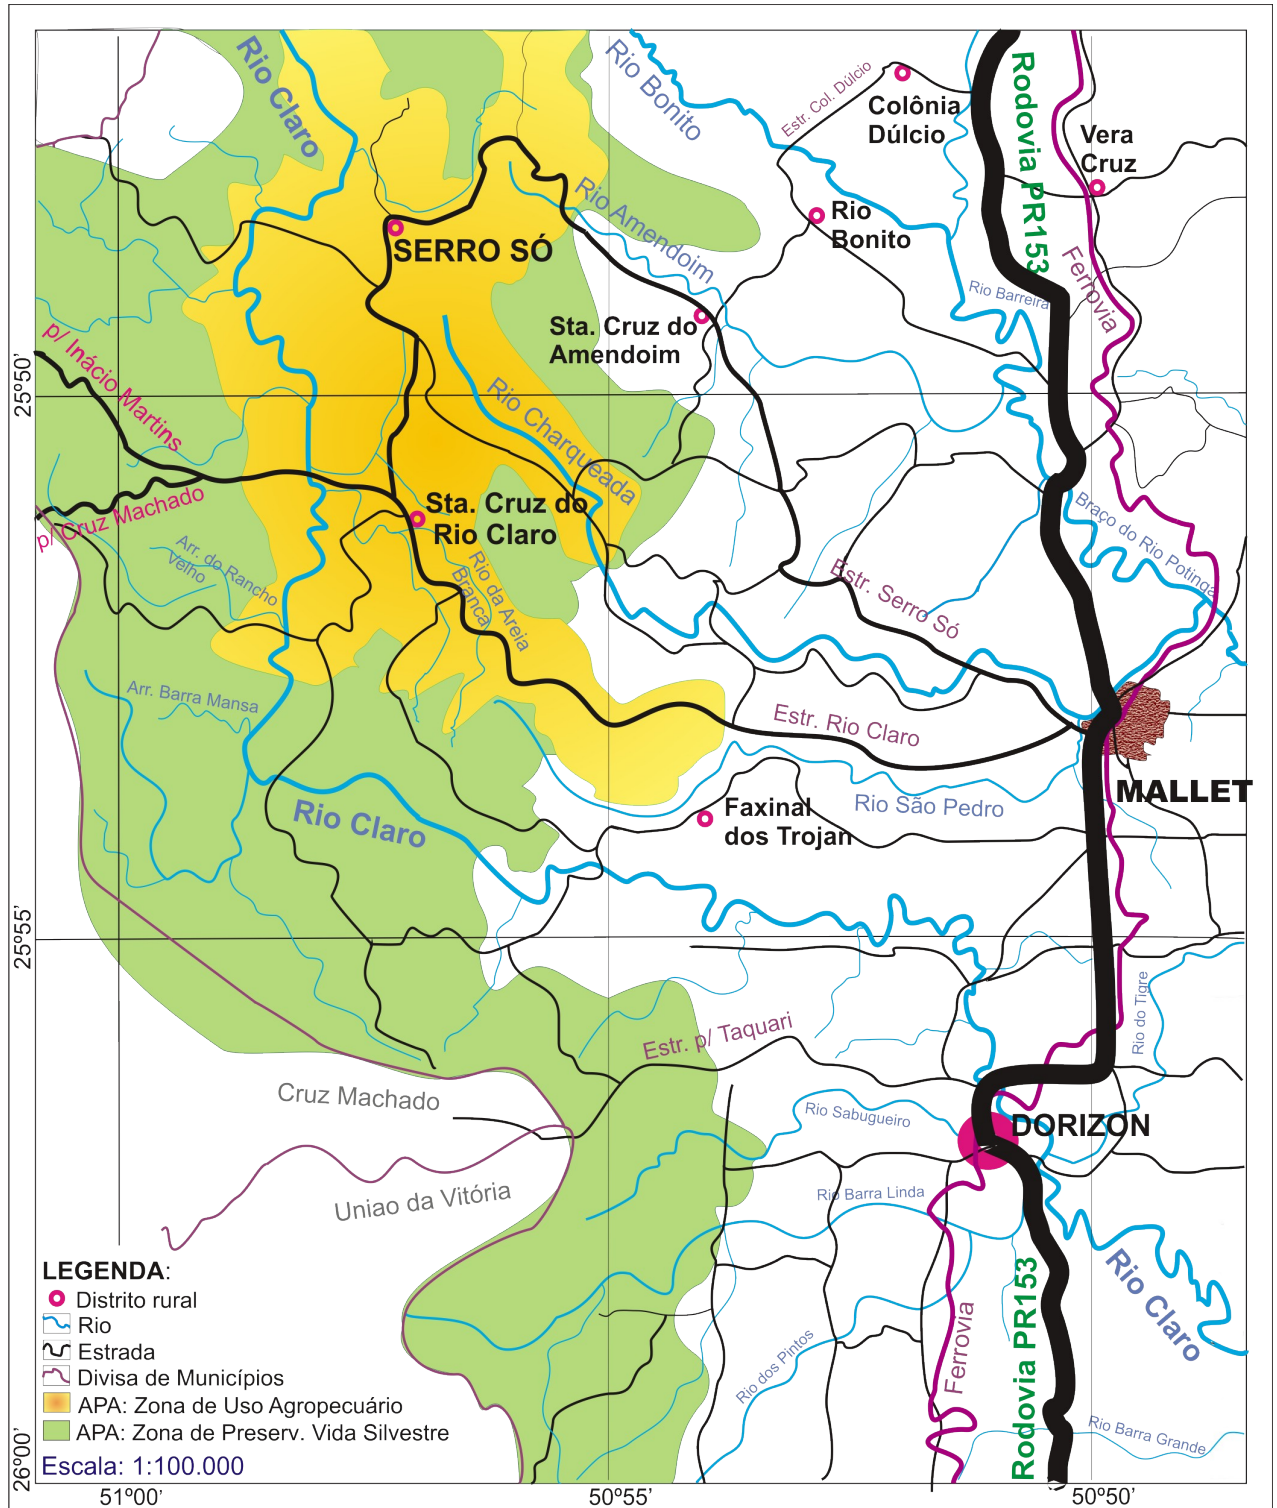 Rio Claro
Rio Bonito
Estr. Col. Dúlcio
Colônia
Dúlcio
Rodovia PR153
Vera
Cruz
Rio
Bonito
Rio Amendoim
SERRO SÓ
Ferrovia
Rio Barreira
Sta. Cruz do
Amendoim
p/ Inácio Martins
25°50'
Rio Charqueada
p/ Cruz Machado
Sta. Cruz do
Rio Claro
Braço do Rio Potinga
Arr. do Rancho
Velho
Rio da Areia
Branca
Estr. Serro Só
Arr. Barra Mansa
Estr. Rio Claro
MALLET
Rio São Pedro
Rio Claro
Faxinal
dos Trojan
25°55'
Rio do Tigre
Estr. p/ Taquari
Cruz Machado
Rio Sabugueiro
DORIZON
Uniao da Vitória
Rio Barra Linda
Rio Claro
Rodovia PR153
Ferrovia
Rio dos Pintos
Rio Barra Grande
LEGENDA:
Distrito rural
Rio
Estrada
Divisa de Municípios
APA: Zona de Uso Agropecuário
APA: Zona de Preserv. Vida Silvestre
Escala: 1:100.000
26°00'
51°00'
50°55'
50°50'